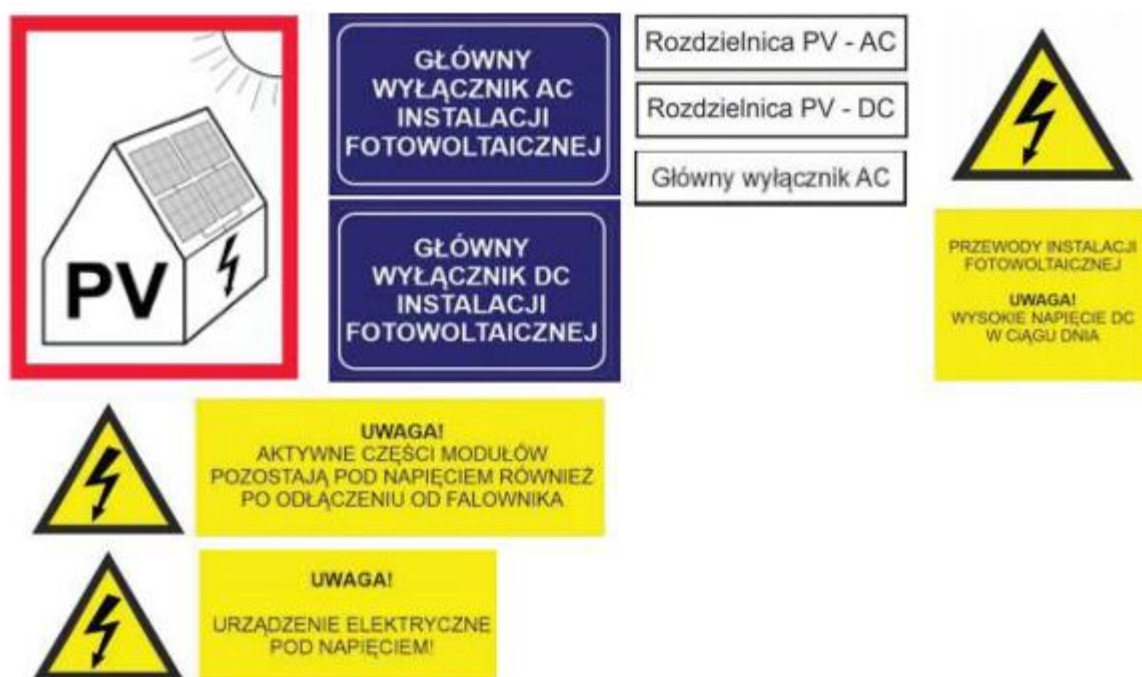 PV
GŁÓWNY
WYŁĄCZNIK AC
INSTALACJI
FOTOWOLTAICZNEJ
GŁÓWNY
WYŁĄCZNIK DC
INSTALACJI
FOTOWOLTAICZNEJ
Rozdzielnica PV - AC
Rozdzielnica PV - DC
Główny wyłącznik AC
PRZEWODY INSTALACJI
FOTOWOLTAICZNEJ
UWAGA!
WYSOKIE NAPIĘCIE DC
W CiĄGU DNIA
UWAGA!
AKTYWNE CZĘŚCI MODUŁÓW
POZOSTAJĄ POD NAPIĘCIEM RÓWNIEŻ
PO ODŁĄCZENIU OD FALOWNIKA
UWAGA!
URZĄDZENIE ELEKTRYCZNE
POD NAPIĘCIEM!